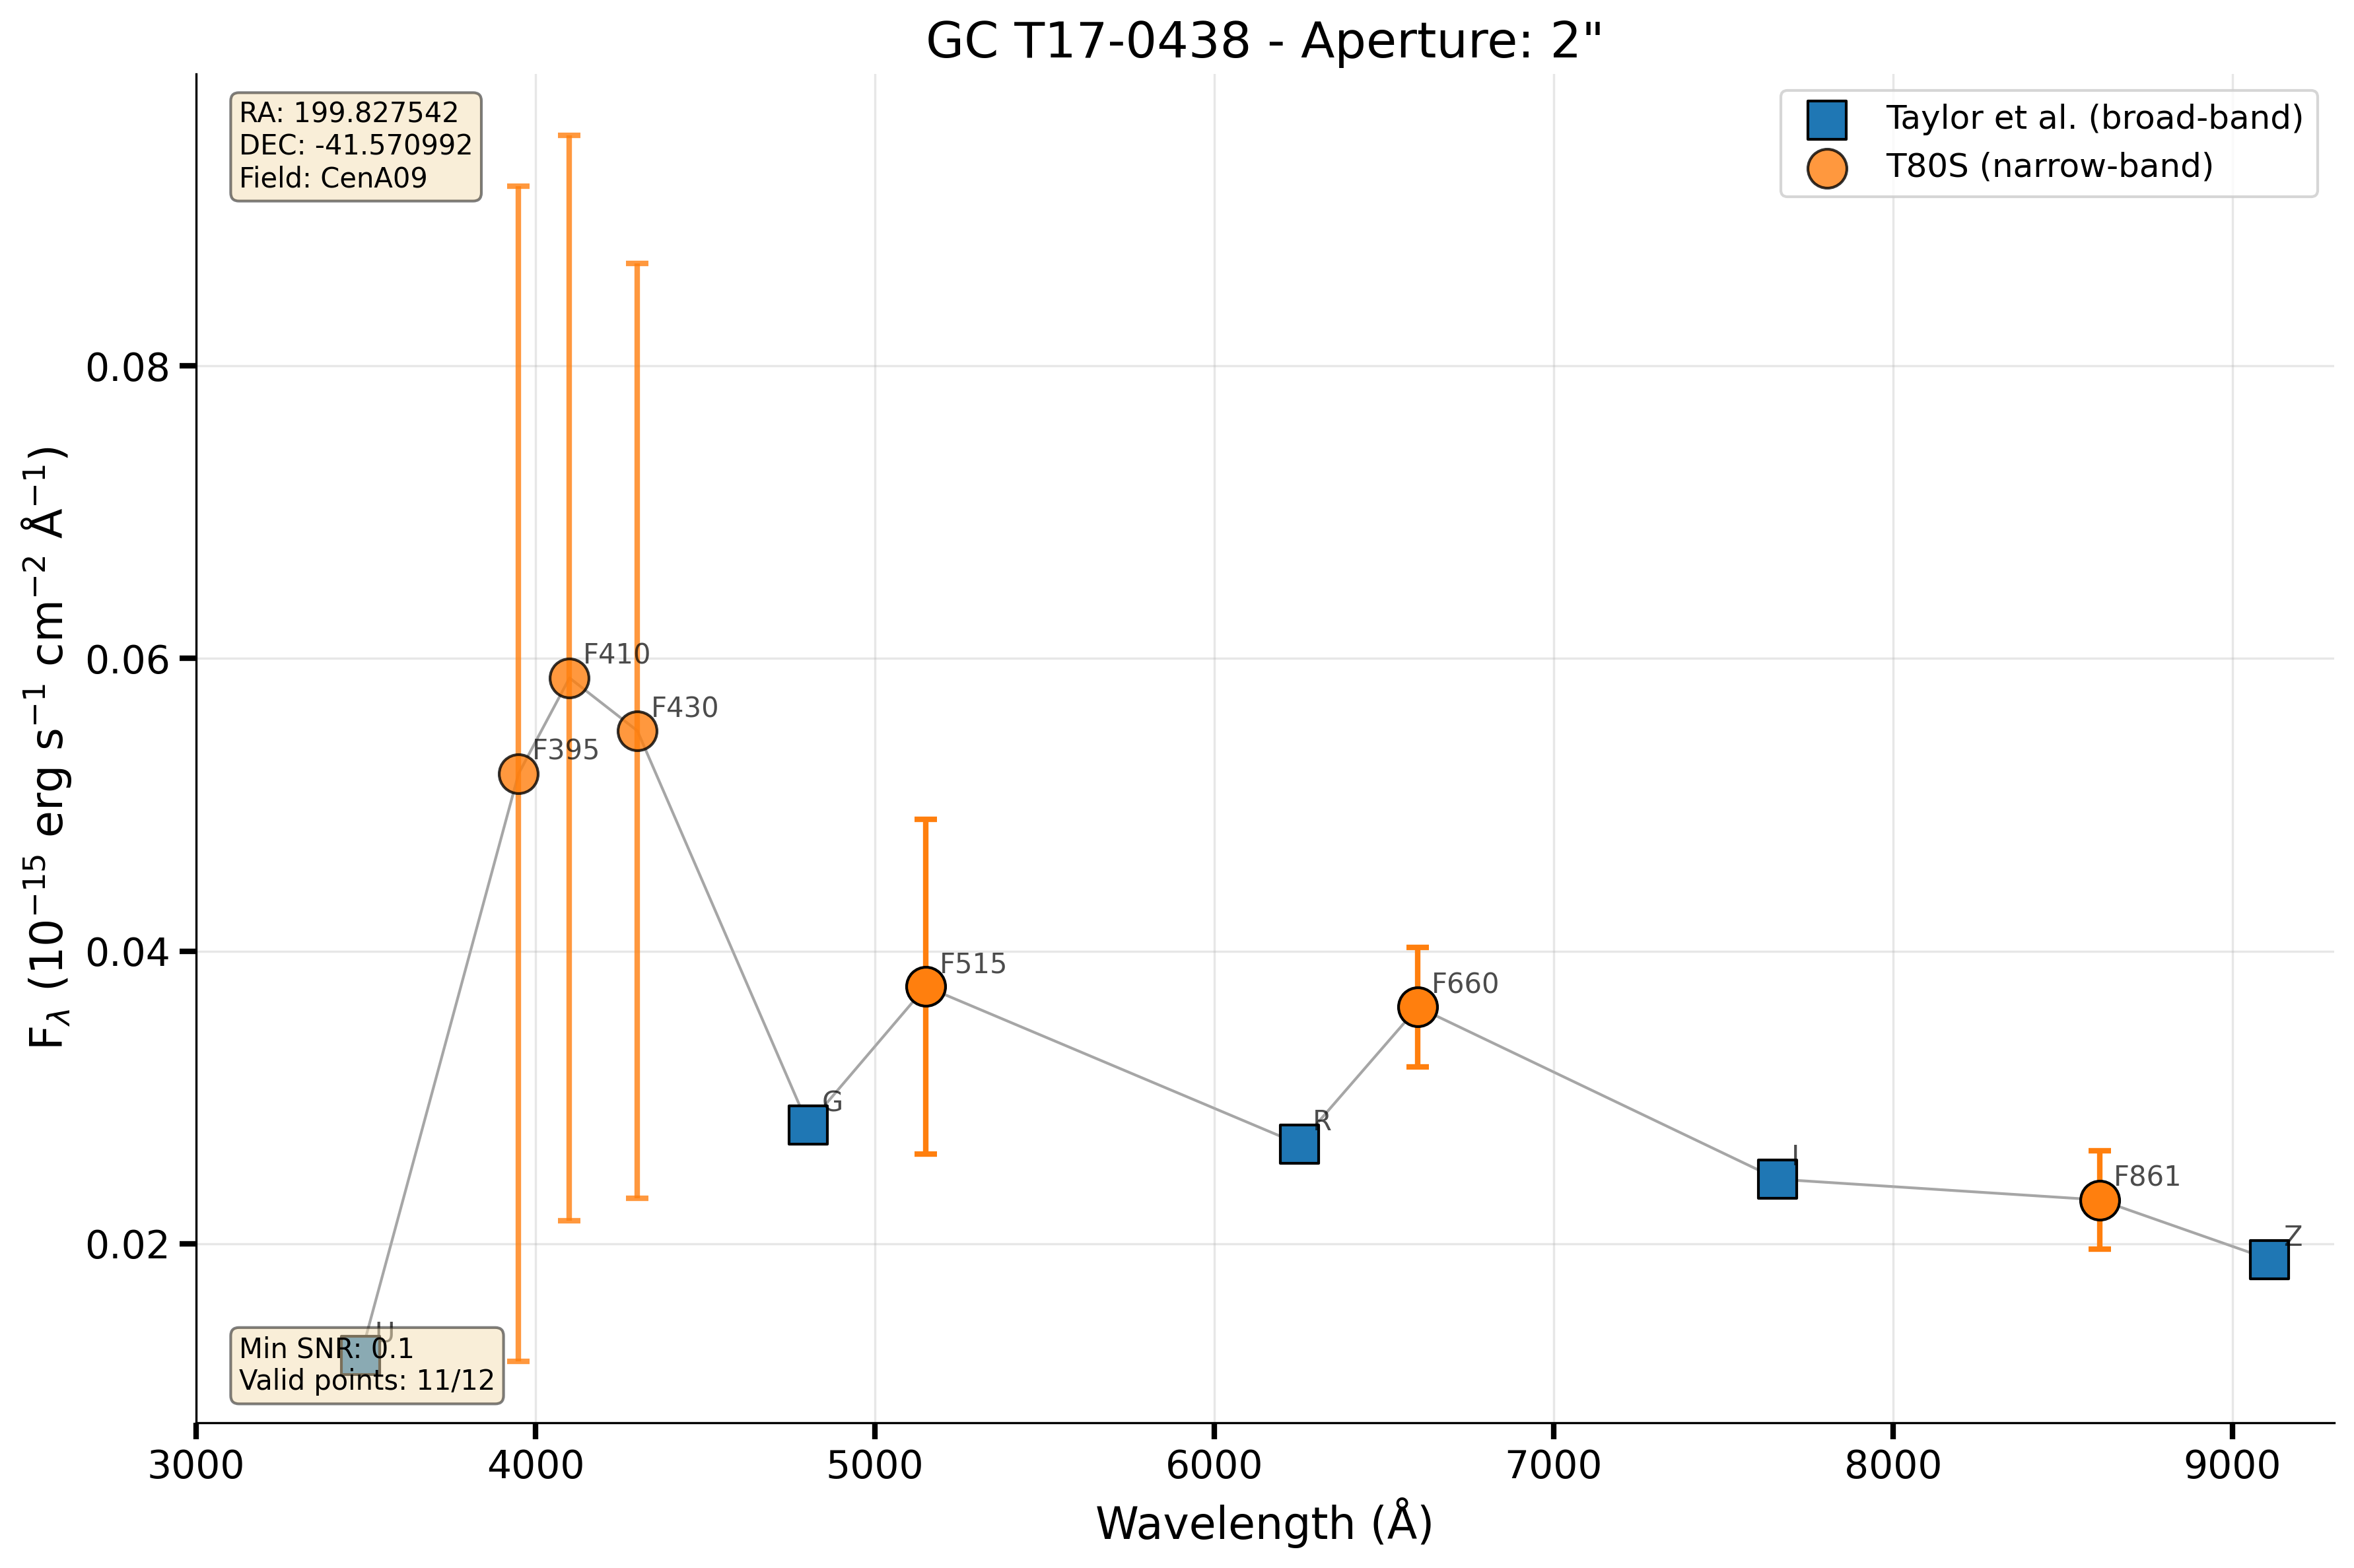 GC T17-0438 - Aperture: 2"
RA: 199.827542
DEC: -41.570992
Field: CenA09
Taylor et al. (broad-band)
T80S (narrow-band)
0.08
0.06
0.04
0.02
F_λ (10⁻¹⁵ erg s⁻¹ cm⁻² Å⁻¹)
F410
F430
F395
F515
F660
G
R
I
F861
Z
U
Min SNR: 0.1
Valid points: 11/12
3000 4000 5000 6000 7000 8000 9000
Wavelength (Å)